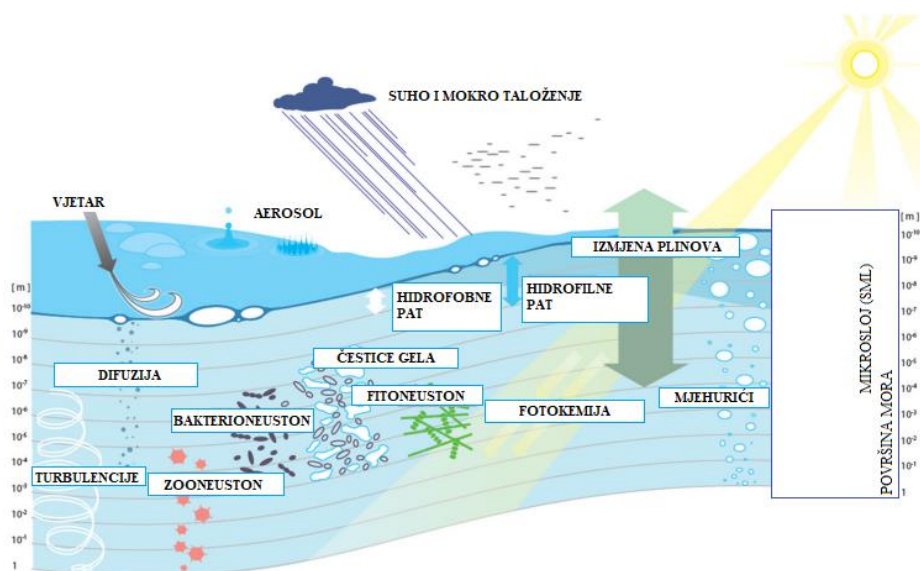 SUHO I MOKRO TALOŽENJE
VJETAR
AEROSOL
IZMJENA PLINOVA
HIDROFOBNE
PAT
HIDROFILNE
PAT
ČESTICE GELA
DIFUZIJA
FITONEUSTON
BAKTERIONEUSTON
FOTOKEMIJA
MJEHURIĆI
TURBULENCIJE
ZOONEUSTON
[m]
10-10
10-9
10-8
10-7
10-6
10-5
10-4
10-3
10-2
10-1
1
POVRŠINA MORA
MIKROSLOJ (SML)
[m]
10-10
10-9
10-8
10-7
10-6
10-5
10-4
10-3
10-2
10-1
1